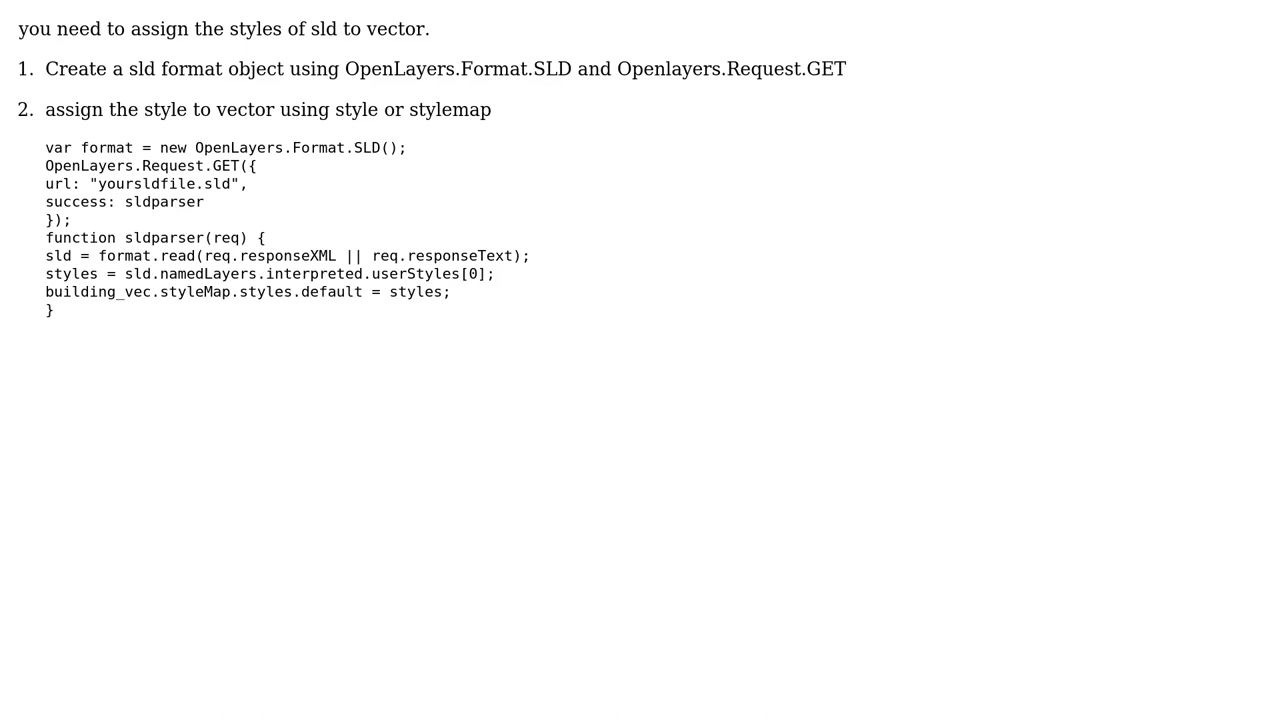 you need to assign the styles of sld to vector.
1. Create a sld format object using OpenLayers.Format.SLD and Openlayers.Request.GET
2. assign the style to vector using style or stylemap
var format = new OpenLayers.Format.SLD();
OpenLayers.Request.GET({
url: "yoursldfile.sld",
success: sldparser
});
function sldparser(req) {
sld = format.read(req.responseXML || req.responseText);
styles = sld.namedLayers.interpreted.userStyles[0];
building_vec.styleMap.styles.default = styles;
}